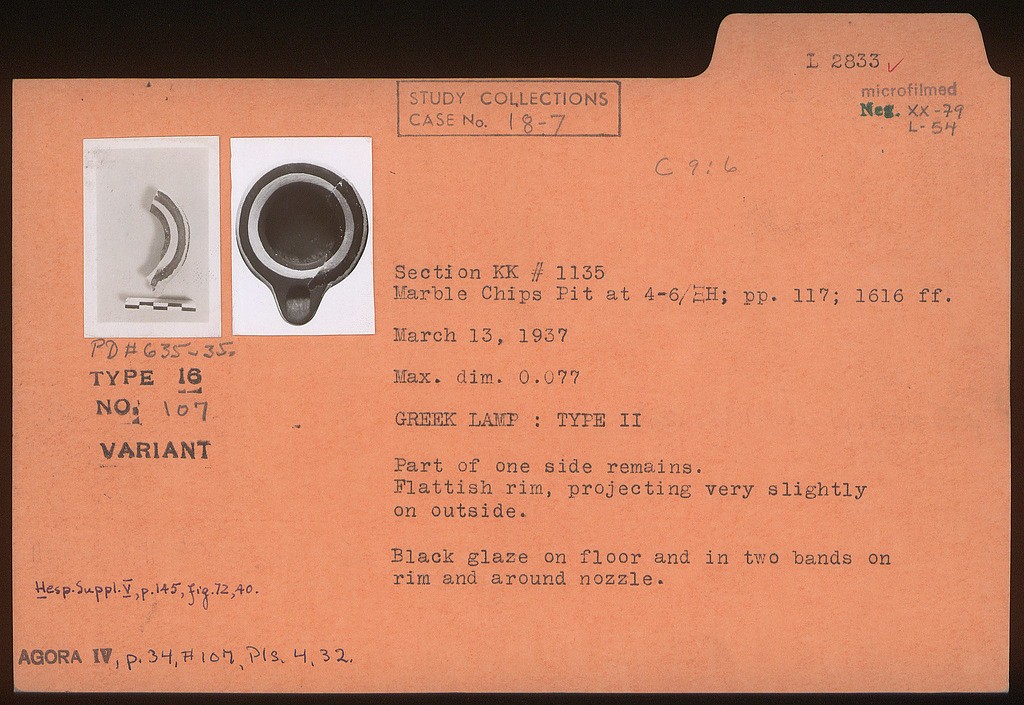 L 2833 ✓
microfilmed
Neg. XX-79
L-54
STUDY COLLECTIONS
CASE No. 18-7
C 9:6
Section KK # 1135
Marble Chips Pit at 4-6/ΞΗ; pp. 117; 1616 ff.
March 13, 1937
Max. dim. 0.077
GREEK LAMP : TYPE II
Part of one side remains.
Flattish rim, projecting very slightly
on outside.
Black glaze on floor and in two bands on
rim and around nozzle.
PD# 635-35.
TYPE 16
NO. 107
VARIANT
Hesp. Suppl. V, p.145, fig.72,40.
AGORA IV, p.34, #107, Pls. 4, 32.